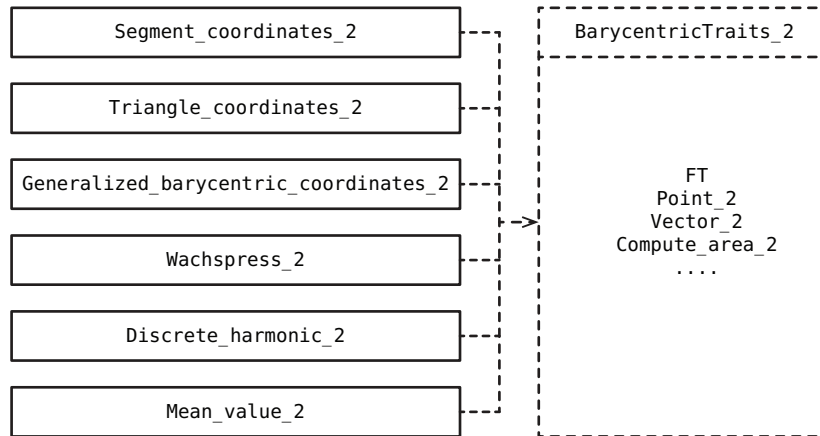 Segment_coordinates_2
Triangle_coordinates_2
Generalized_barycentric_coordinates_2
Wachspress_2
Discrete_harmonic_2
Mean_value_2
BarycentricTraits_2
FT
Point_2
Vector_2
Compute_area_2
....